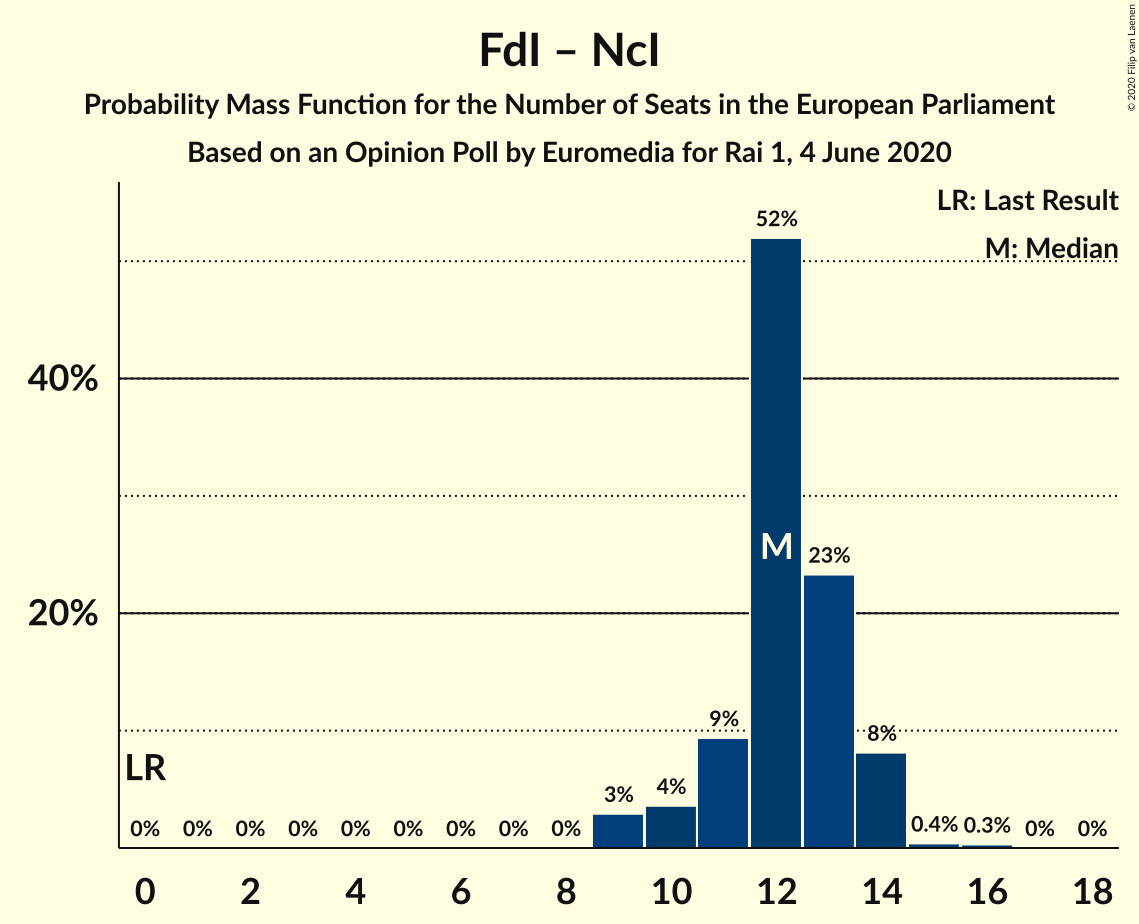 FdI – NcI
Probability Mass Function for the Number of Seats in the European Parliament
Based on an Opinion Poll by Euromedia for Rai 1, 4 June 2020
© 2020 Filip van Laenen
LR: Last Result
M: Median
52%
40%
M
23%
20%
9%
8%
LR
3%
4%
0% 0% 0% 0% 0% 0% 0% 0% 0% 0.4% 0.3% 0% 0%
0 2 4 6 8 10 12 14 16 18